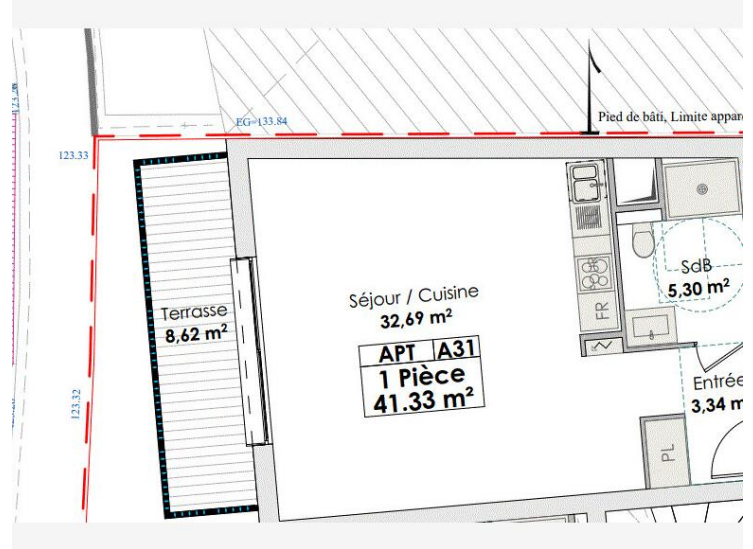 EG=133.84
Pied de bâti, Limite appare
123.33
Terrasse
8,62 m²
Séjour / Cuisine
32,69 m²
APT A31
1 Pièce
41.33 m²
FR
SdB
5,30 m²
Entrée
3,34 m
PL
123.32